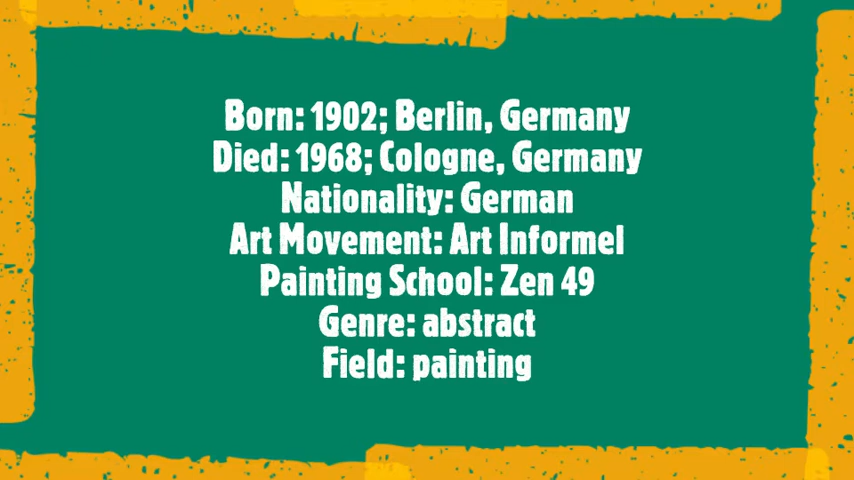 Born: 1902; Berlin, Germany
Died: 1968; Cologne, Germany
Nationality: German
Art Movement: Art Informel
Painting School: Zen 49
Genre: abstract
Field: painting